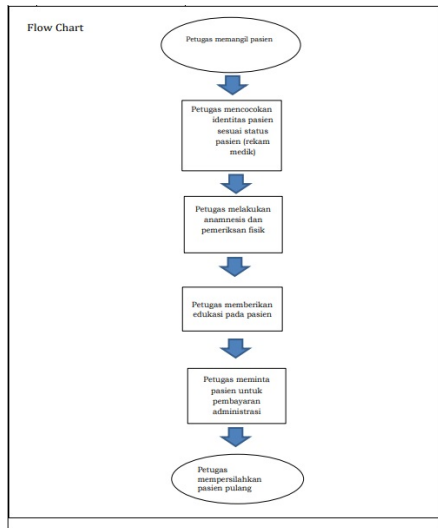 Flow Chart
Petugas memangil pasien
Petugas mencocokan
identitas pasien
sesuai status
pasien (rekam
medik)
Petugas melakukan
anamnesis dan
pemeriksan fisik
Petugas memberikan
edukasi pada pasien
Petugas meminta
pasien untuk
pembayaran
administrasi
Petugas
mempersilahkan
pasien pulang